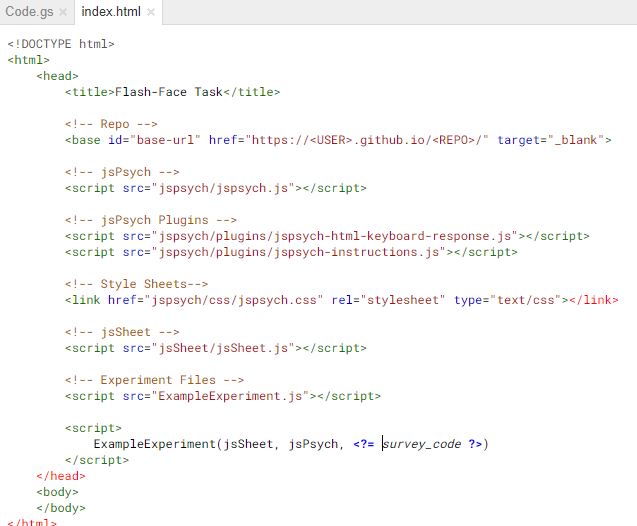 Code.gs × index.html ×
<!DOCTYPE html>
<html>
<head>
<title>Flash-Face Task</title>
<!-- Repo -->
<base id="base-url" href="https://<USER>.github.io/<REPO>/" target="_blank">
<!-- jsPsych -->
<script src="jspsych/jspsych.js"></script>
<!-- jsPsych Plugins -->
<script src="jspsych/plugins/jspsych-html-keyboard-response.js"></script>
<script src="jspsych/plugins/jspsych-instructions.js"></script>
<!-- Style Sheets-->
<link href="jspsych/css/jspsych.css" rel="stylesheet" type="text/css"></link>
<!-- jsSheet -->
<script src="jsSheet/jsSheet.js"></script>
<!-- Experiment Files -->
<script src="ExampleExperiment.js"></script>
<script>
ExampleExperiment(jsSheet, jsPsych, <?= survey_code ?>)
</script>
</head>
<body>
</body>
</html>